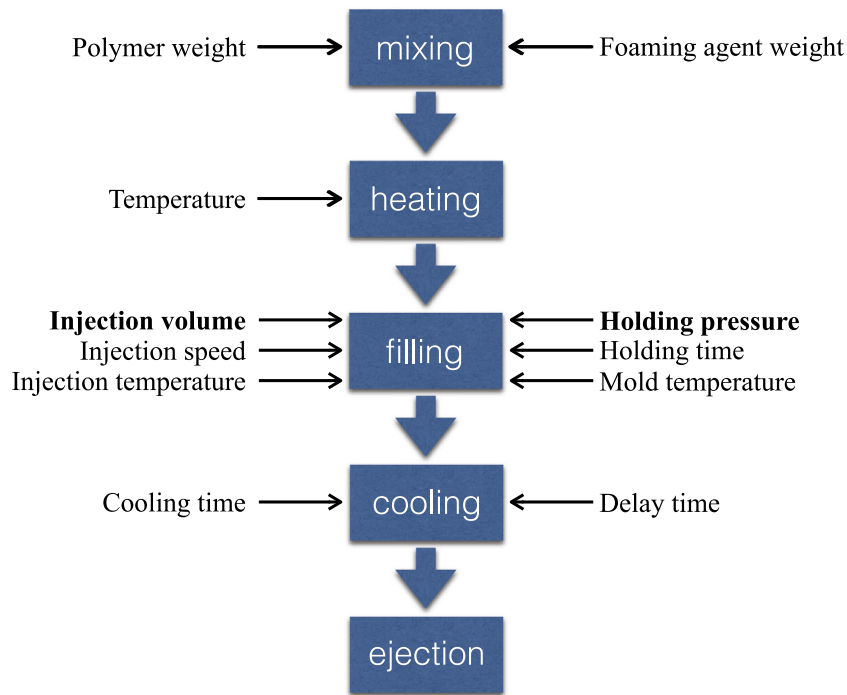 Polymer weight
mixing
Foaming agent weight
Temperature
heating
Injection volume
Injection speed
Injection temperature
filling
Holding pressure
Holding time
Mold temperature
Cooling time
cooling
Delay time
ejection